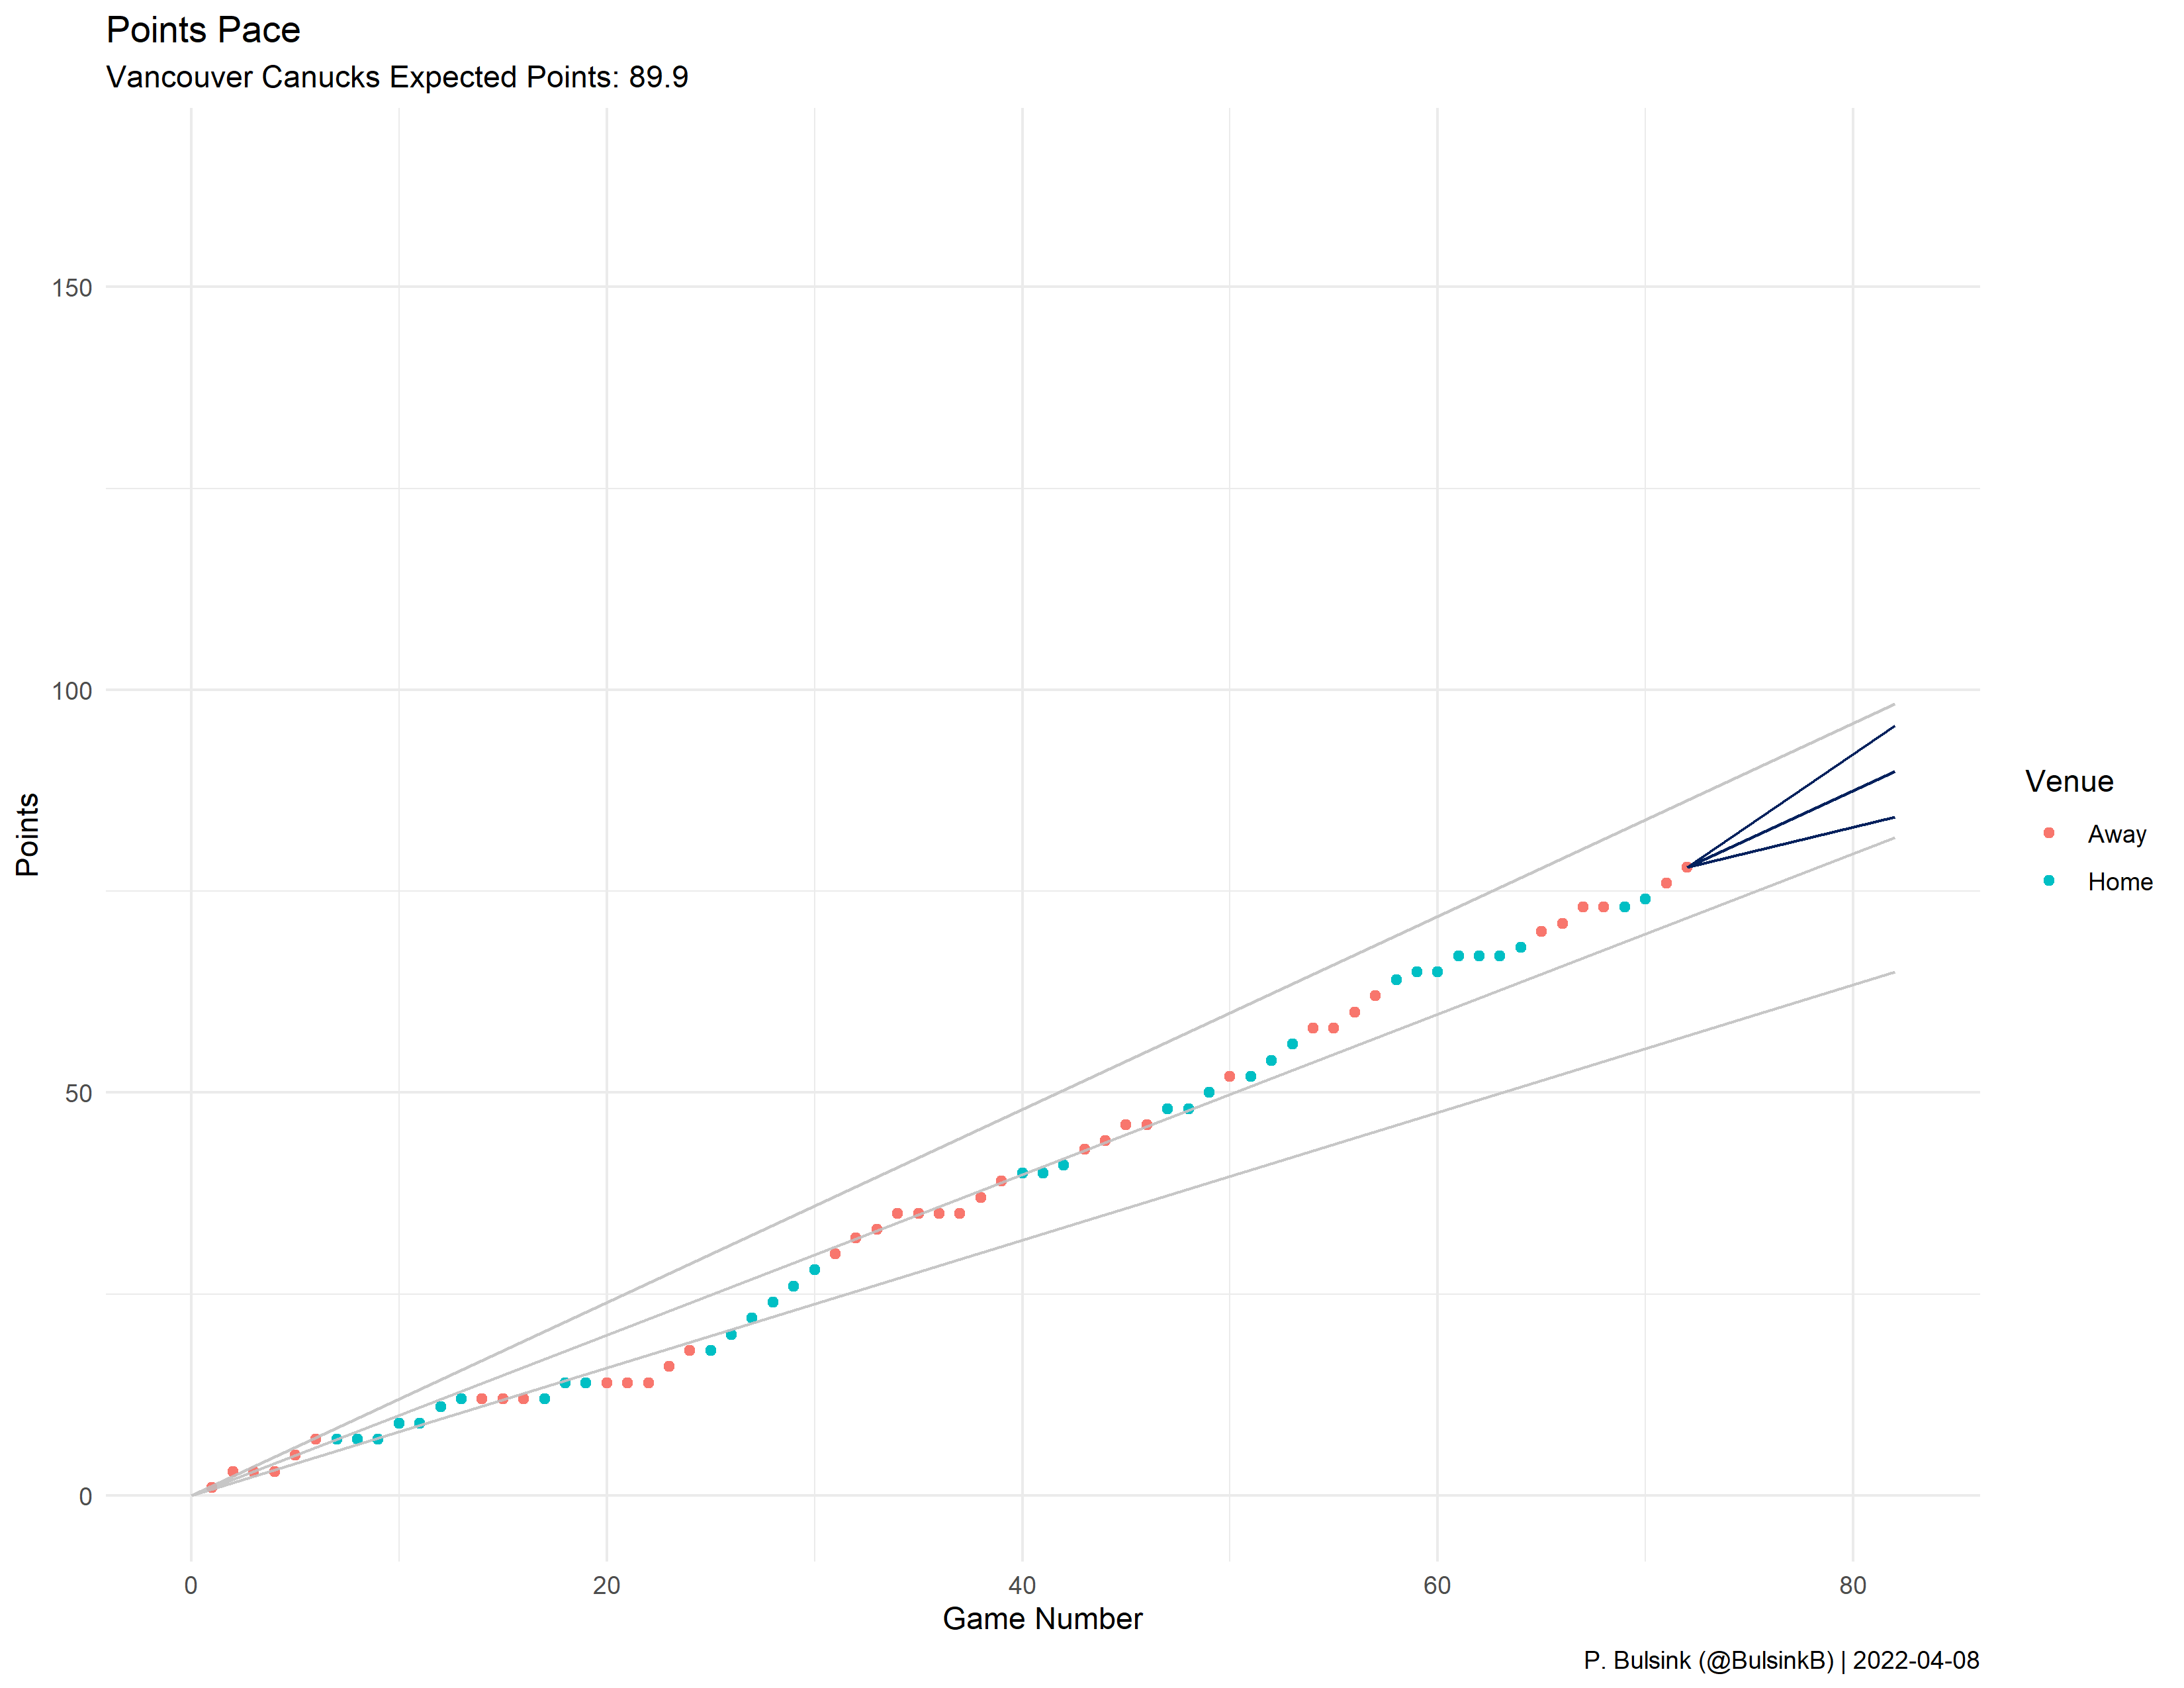 Points Pace
Vancouver Canucks Expected Points: 89.9
150
100
50
0
Points
0 20 40 60 80
Game Number
Venue
Away
Home
P. Bulsink (@BulsinkB) | 2022-04-08